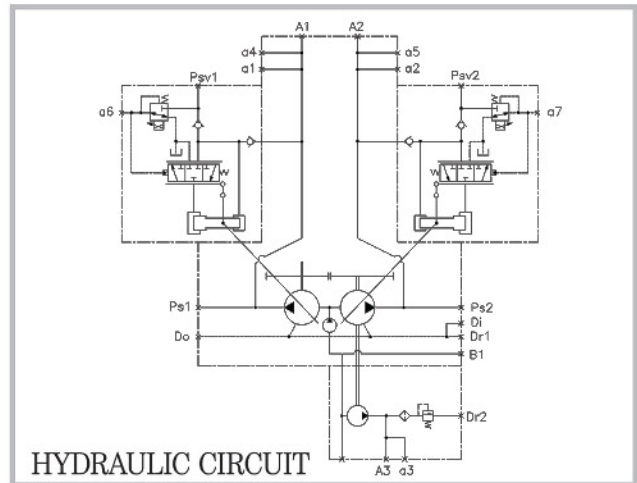 A1 A2
a4 a5
a1 a2
Psv1 Psv2
a6 a7
Ps1 Ps2
Di
Do Dr1
B1
Dr2
A3 a3
HYDRAULIC CIRCUIT